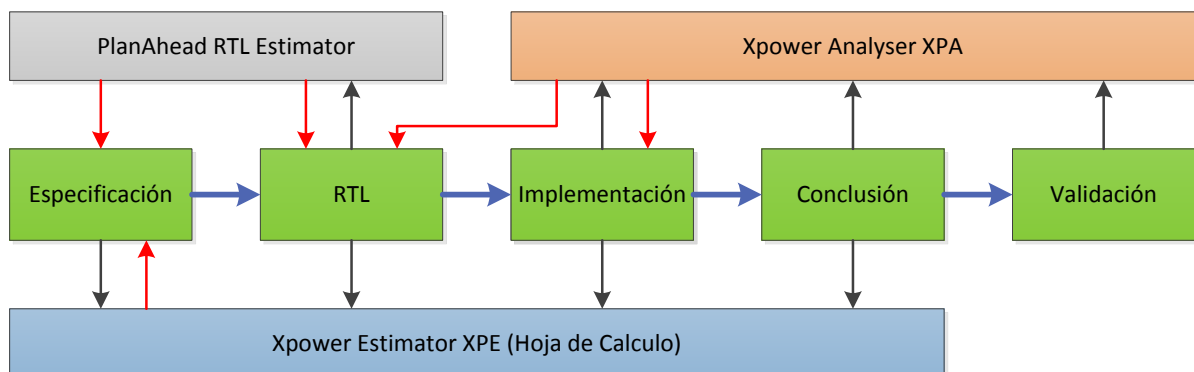 PlanAhead RTL Estimator
Xpower Analyser XPA
Especificación
RTL
Implementación
Conclusión
Validación
Xpower Estimator XPE (Hoja de Calculo)